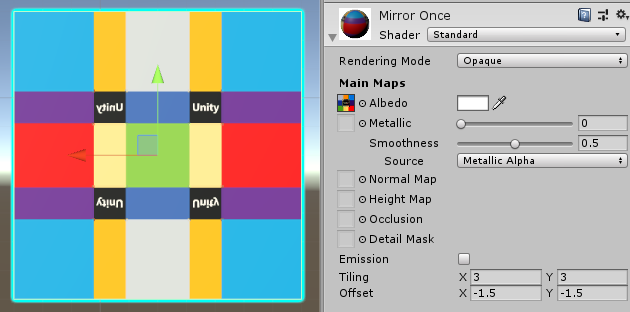 Unity Unity
Unity Unity
Mirror Once
Shader Standard
Rendering Mode Opaque
Main Maps
Albedo
Metallic 0
Smoothness 0.5
Source Metallic Alpha
Normal Map
Height Map
Occlusion
Detail Mask
Emission
Tiling X 3 Y 3
Offset X -1.5 Y -1.5